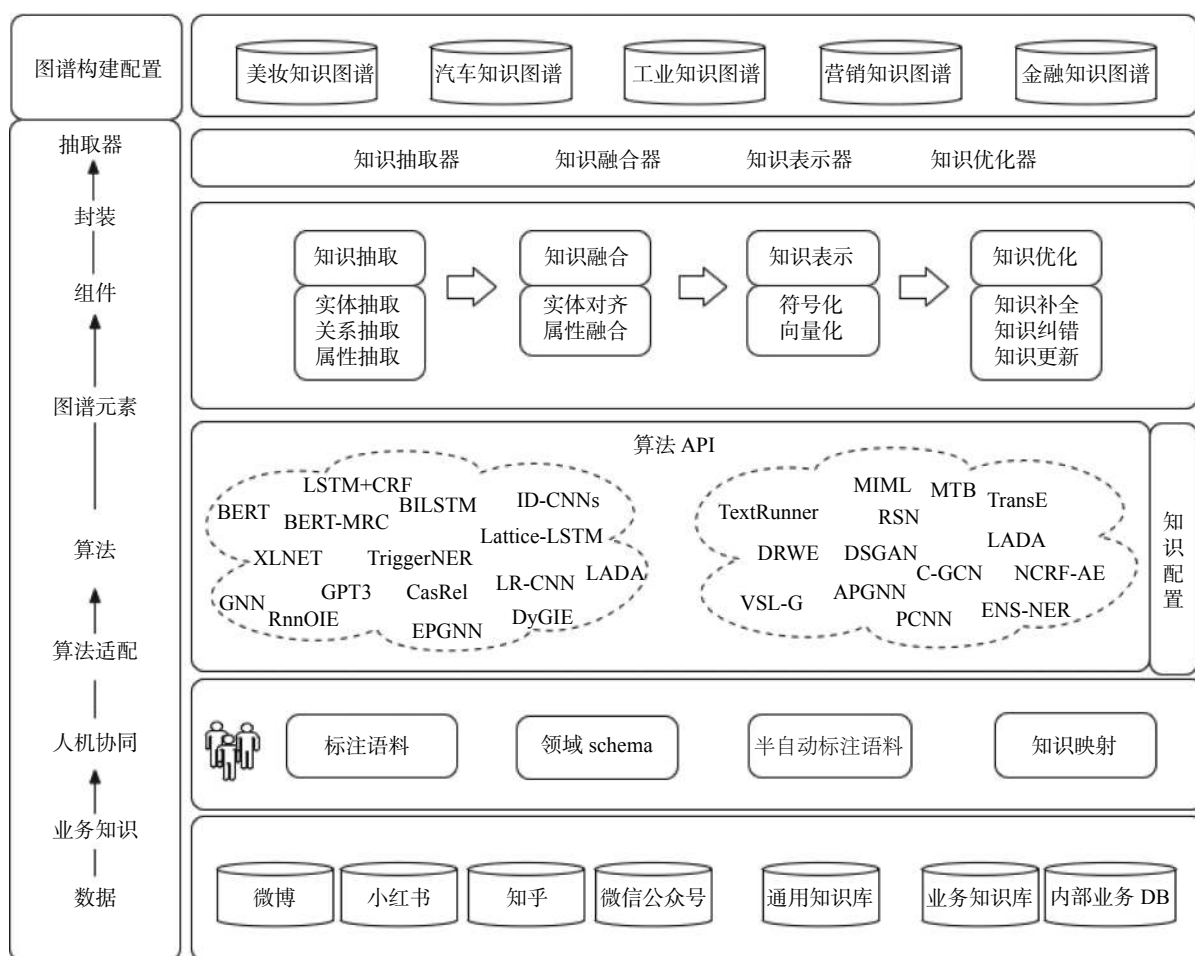 图谱构建配置
美妆知识图谱
汽车知识图谱
工业知识图谱
营销知识图谱
金融知识图谱
抽取器
封装
组件
图谱元素
算法
算法适配
人机协同
业务知识
数据
知识抽取器
知识融合器
知识表示器
知识优化器
知识抽取
实体抽取
关系抽取
属性抽取
知识融合
实体对齐
属性融合
知识表示
符号化
向量化
知识优化
知识补全
知识纠错
知识更新
算法 API
LSTM+CRF
BERT
BILSTM
ID-CNNs
BERT-MRC
Lattice-LSTM
XLNET
TriggerNER
LADA
GPT3
CasRel
LR-CNN
GNN
RnnOIE
DyGIE
EPGNN
MIML
MTB
TransE
TextRunner
RSN
LADA
DRWE
DSGAN
C-GCN
NCRF-AE
VSL-G
APGNN
ENS-NER
PCNN
知识配置
标注语料
领域 schema
半自动标注语料
知识映射
微博
小红书
知乎
微信公众号
通用知识库
业务知识库
内部业务 DB